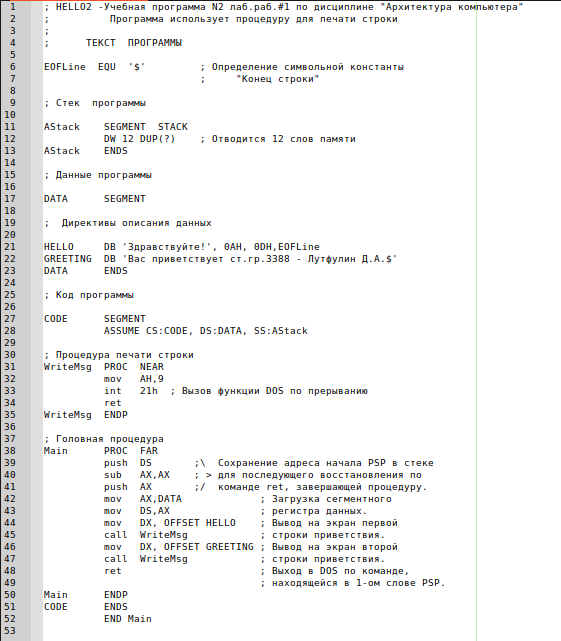 1 ; HELLO2 -Учебная программа N2 лаб.раб.#1 по дисциплине "Архитектура компьютера"
2 ;          Программа использует процедуру для печати строки
3 ;
4 ;      ТЕКСТ  ПРОГРАММЫ
5
6 EOFLine  EQU  '$'         ; Определение символьной константы
7                           ;     "Конец строки"
8
9 ; Стек  программы
10
11 AStack    SEGMENT  STACK
12           DW 12 DUP(?)    ; Отводится 12 слов памяти
13 AStack    ENDS
14
15 ; Данные программы
16
17 DATA      SEGMENT
18
19 ;  Директивы описания данных
20
21 HELLO     DB 'Здравствуйте!', 0AH, 0DH,EOFLine
22 GREETING  DB 'Вас приветствует ст.гр.3388 - Лутфулин Д.А.$'
23 DATA      ENDS
24
25 ; Код программы
26
27 CODE      SEGMENT
28           ASSUME CS:CODE, DS:DATA, SS:AStack
29
30 ; Процедура печати строки
31 WriteMsg  PROC  NEAR
32           mov   AH,9
33           int   21h  ; Вызов функции DOS по прерыванию
34           ret
35 WriteMsg  ENDP
36
37 ; Головная процедура
38 Main      PROC  FAR
39           push  DS       ;\  Сохранение адреса начала PSP в стеке
40           sub   AX,AX    ; > для последующего восстановления по
41           push  AX       ;/  команде ret, завершающей процедуру.
42           mov   AX,DATA             ; Загрузка сегментного
43           mov   DS,AX               ; регистра данных.
44           mov   DX, OFFSET HELLO    ; Вывод на экран первой
45           call  WriteMsg            ; строки приветствия.
46           mov   DX, OFFSET GREETING ; Вывод на экран второй
47           call  WriteMsg            ; строки приветствия.
48           ret                       ; Выход в DOS по команде,
49                                     ; находящейся в 1-ом слове PSP.
50 Main      ENDP
51 CODE      ENDS
52           END Main
53